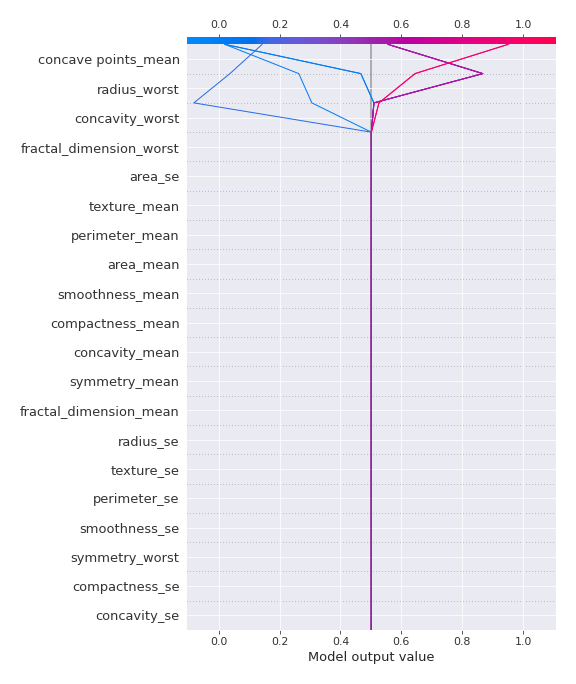 0.0 0.2 0.4 0.6 0.8 1.0
concave points_mean
radius_worst
concavity_worst
fractal_dimension_worst
area_se
texture_mean
perimeter_mean
area_mean
smoothness_mean
compactness_mean
concavity_mean
symmetry_mean
fractal_dimension_mean
radius_se
texture_se
perimeter_se
smoothness_se
symmetry_worst
compactness_se
concavity_se
0.0 0.2 0.4 0.6 0.8 1.0
Model output value